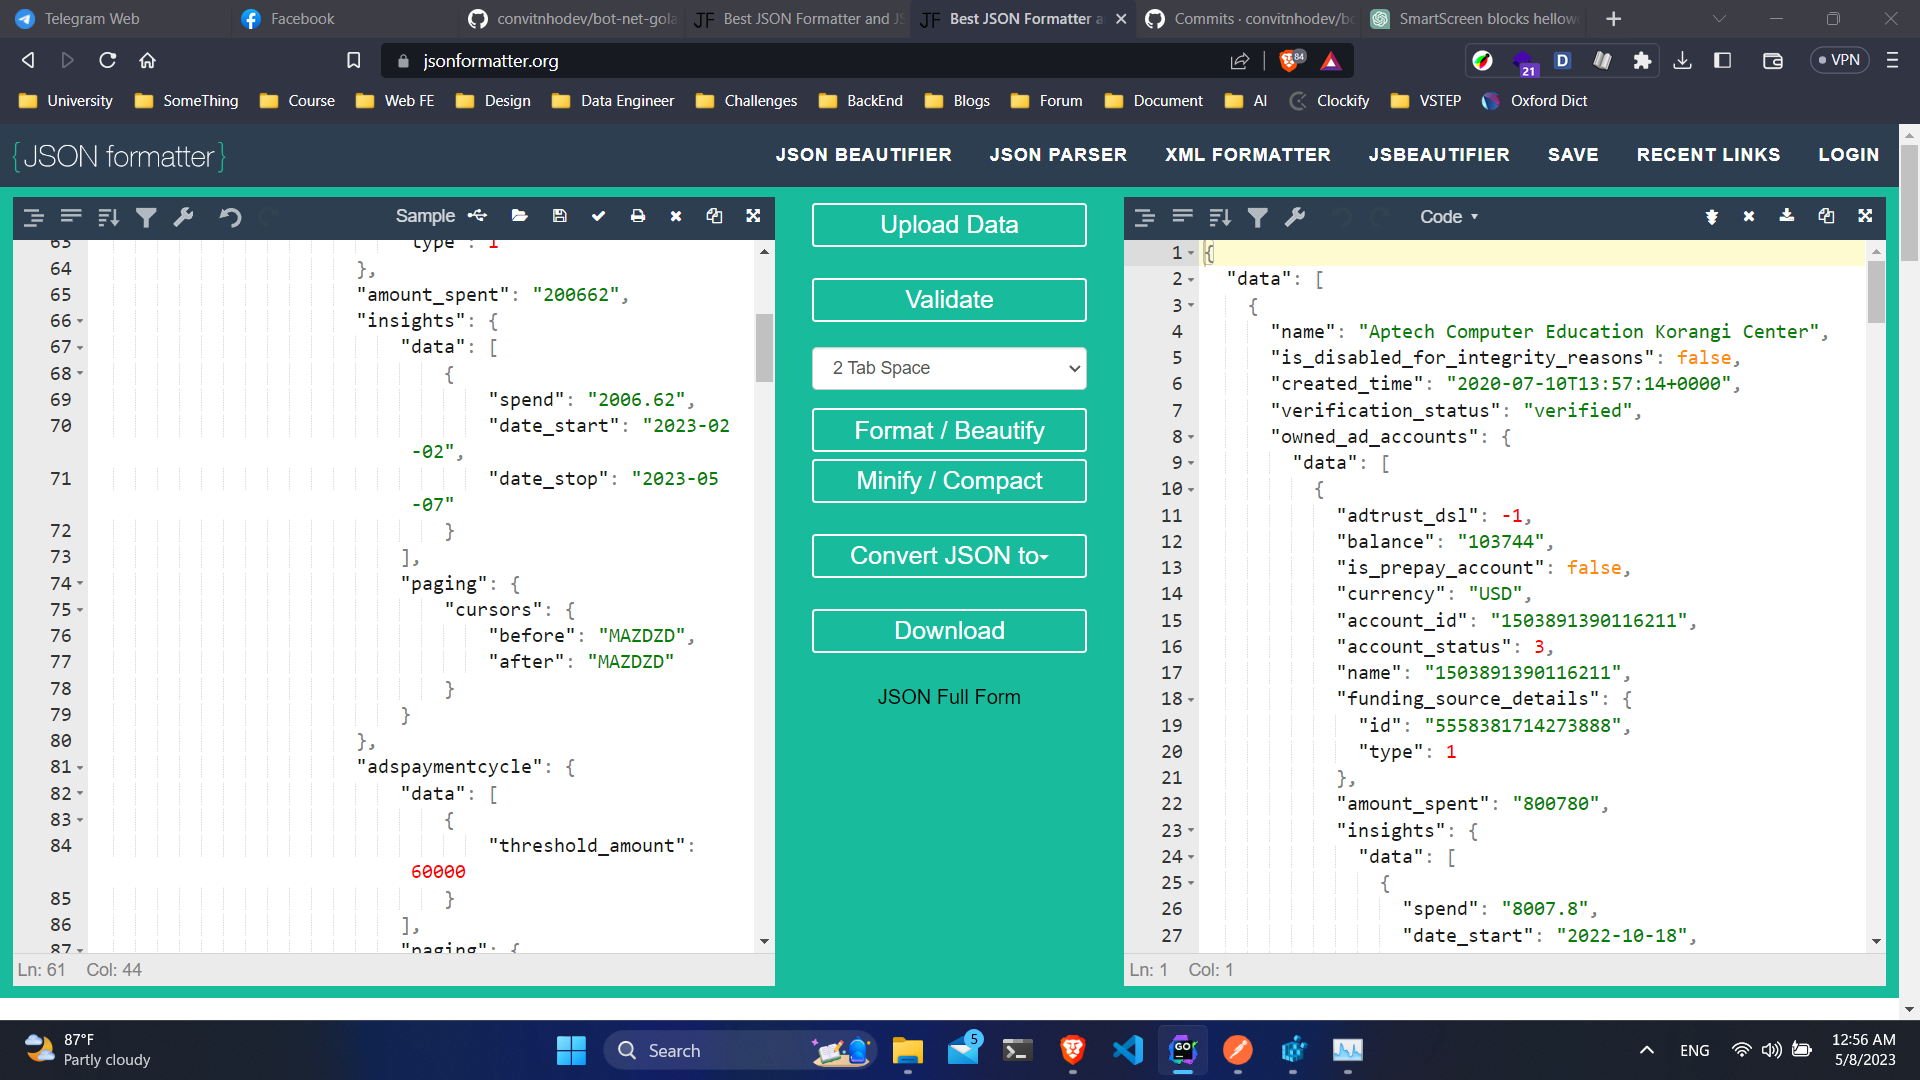 Telegram Web
Facebook
convitnhodev/bot-net-gola
Best JSON Formatter and JS
Best JSON Formatter a
Commits · convitnhodev/bo
SmartScreen blocks hellow
jsonformatter.org
84
21
VPN
University
SomeThing
Course
Web FE
Design
Data Engineer
Challenges
BackEnd
Blogs
Forum
Document
AI
Clockify
VSTEP
Oxford Dict
{JSON formatter}
JSON BEAUTIFIER
JSON PARSER
XML FORMATTER
JSBEAUTIFIER
SAVE
RECENT LINKS
LOGIN
Sample
63 "type": 1
64 },
65 "amount_spent": "200662",
66 "insights": {
67 "data": [
68 {
69 "spend": "2006.62",
70 "date_start": "2023-02
-02",
71 "date_stop": "2023-05
-07"
72 }
73 ],
74 "paging": {
75 "cursors": {
76 "before": "MAZDZD",
77 "after": "MAZDZD"
78 }
79 }
80 },
81 "adspaymentcycle": {
82 "data": [
83 {
84 "threshold_amount":
60000
85 }
86 ],
87 "paging": {
Ln: 61 Col: 44
Upload Data
Validate
2 Tab Space
Format / Beautify
Minify / Compact
Convert JSON to
Download
JSON Full Form
Code
1 {
2 "data": [
3 {
4 "name": "Aptech Computer Education Korangi Center",
5 "is_disabled_for_integrity_reasons": false,
6 "created_time": "2020-07-10T13:57:14+0000",
7 "verification_status": "verified",
8 "owned_ad_accounts": {
9 "data": [
10 {
11 "adtrust_dsl": -1,
12 "balance": "103744",
13 "is_prepay_account": false,
14 "currency": "USD",
15 "account_id": "1503891390116211",
16 "account_status": 3,
17 "name": "1503891390116211",
18 "funding_source_details": {
19 "id": "5558381714273888",
20 "type": 1
21 },
22 "amount_spent": "800780",
23 "insights": {
24 "data": [
25 {
26 "spend": "8007.8",
27 "date_start": "2022-10-18",
Ln: 1 Col: 1
87°F
Partly cloudy
Search
5
GO
ENG
12:56 AM
5/8/2023